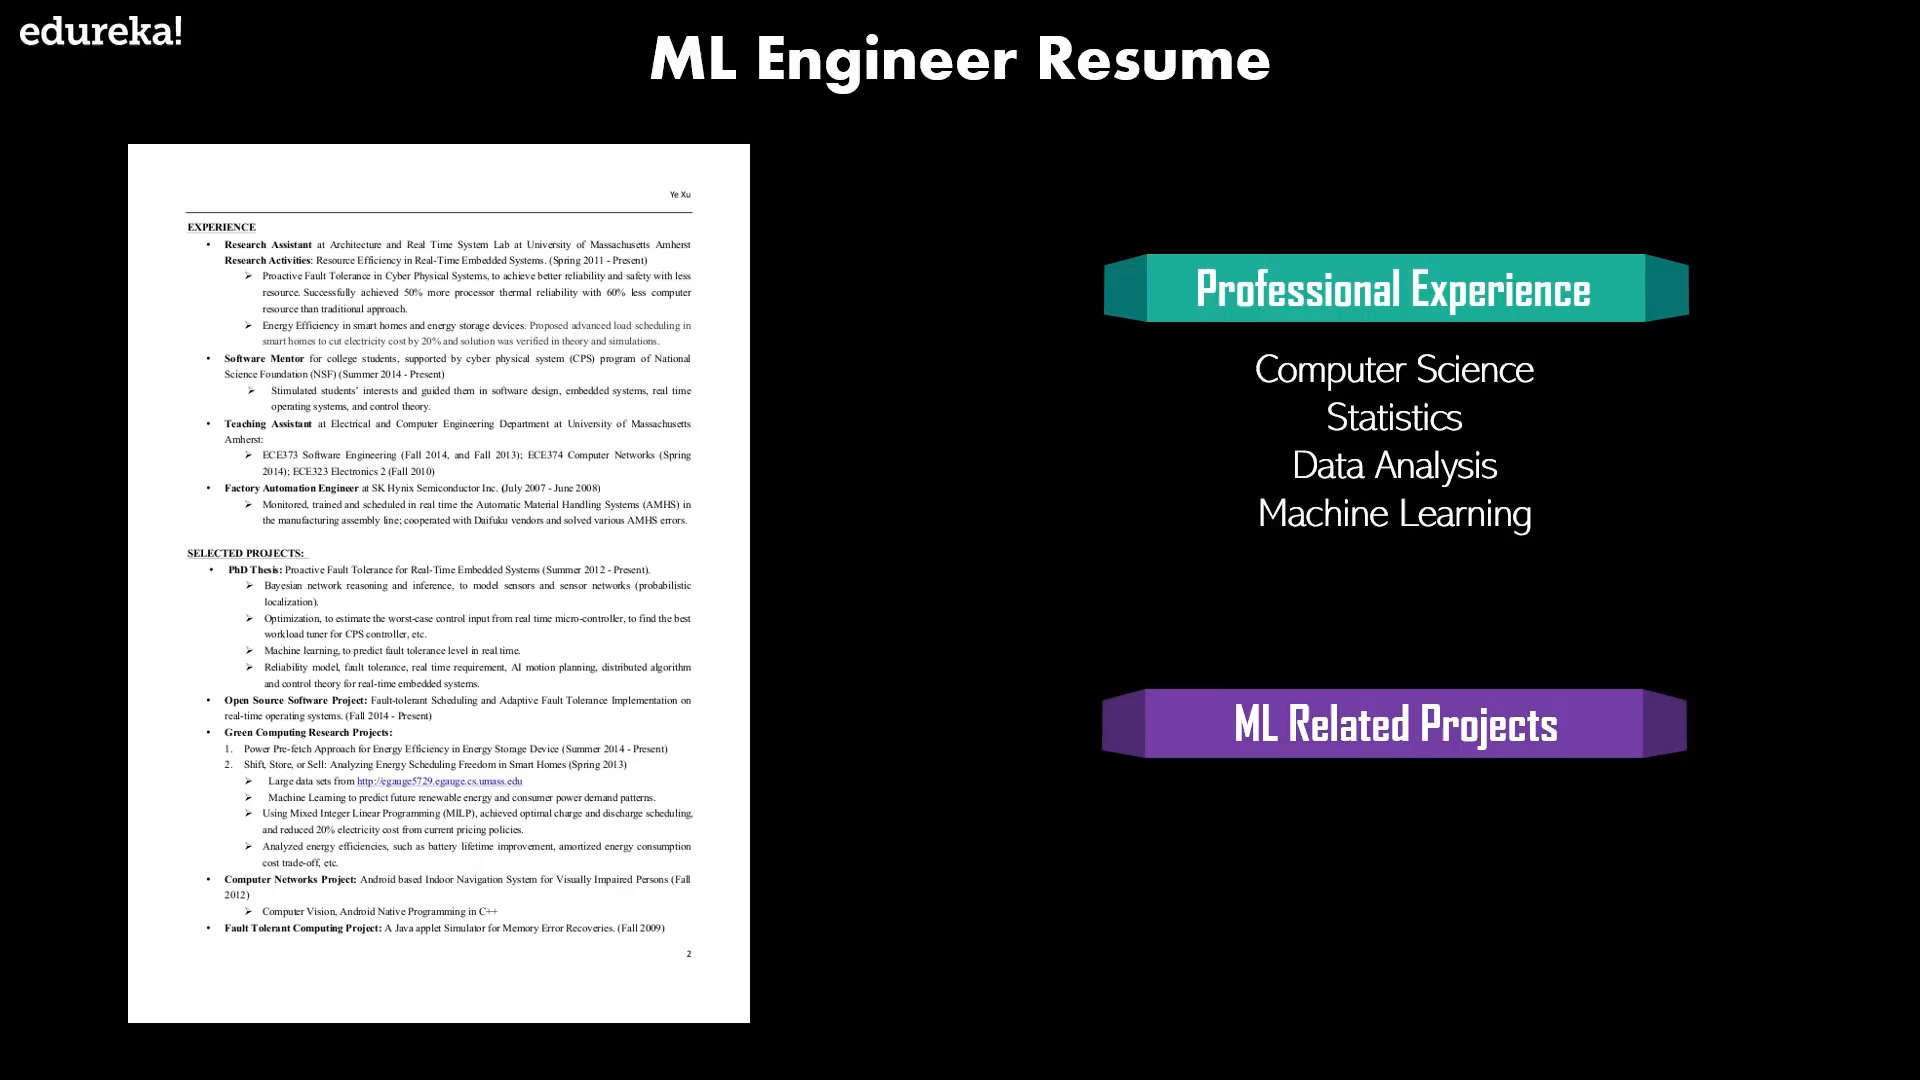 edureka!
ML Engineer Resume
Ye Xu
EXPERIENCE
• Research Assistant at Architecture and Real Time System Lab at University of Massachusetts Amherst
Research Activities: Resource Efficiency in Real-Time Embedded Systems. (Spring 2011 - Present)
➢ Proactive Fault Tolerance in Cyber Physical Systems, to achieve better reliability and safety with less
resource. Successfully achieved 50% more processor thermal reliability with 60% less computer
resource than traditional approach.
➢ Energy Efficiency in smart homes and energy storage devices. Proposed advanced load scheduling in
smart homes to cut electricity cost by 20% and solution was verified in theory and simulations.
• Software Mentor for college students, supported by cyber physical system (CPS) program of National
Science Foundation (NSF) (Summer 2014 - Present)
➢ Stimulated students' interests and guided them in software design, embedded systems, real time
operating systems, and control theory.
• Teaching Assistant at Electrical and Computer Engineering Department at University of Massachusetts
Amherst:
➢ ECE373 Software Engineering (Fall 2014, and Fall 2013); ECE374 Computer Networks (Spring
2014); ECE323 Electronics 2 (Fall 2010)
• Factory Automation Engineer at SK Hynix Semiconductor Inc. (July 2007 - June 2008)
➢ Monitored, trained and scheduled in real time the Automatic Material Handling Systems (AMHS) in
the manufacturing assembly line; cooperated with Daifuku vendors and solved various AMHS errors.
SELECTED PROJECTS:
• PhD Thesis: Proactive Fault Tolerance for Real-Time Embedded Systems (Summer 2012 - Present).
➢ Bayesian network reasoning and inference, to model sensors and sensor networks (probabilistic
localization).
➢ Optimization, to estimate the worst-case control input from real time micro-controller, to find the best
workload tuner for CPS controller, etc.
➢ Machine learning, to predict fault tolerance level in real time.
➢ Reliability model, fault tolerance, real time requirement, AI motion planning, distributed algorithm
and control theory for real-time embedded systems.
• Open Source Software Project: Fault-tolerant Scheduling and Adaptive Fault Tolerance Implementation on
real-time operating systems. (Fall 2014 - Present)
• Green Computing Research Projects:
1. Power Pre-fetch Approach for Energy Efficiency in Energy Storage Device (Summer 2014 - Present)
2. Shift, Store, or Sell: Analyzing Energy Scheduling Freedom in Smart Homes (Spring 2013)
➢ Large data sets from http://egauge5729.egauge.cs.umass.edu
➢ Machine Learning to predict future renewable energy and consumer power demand patterns.
➢ Using Mixed Integer Linear Programming (MILP), achieved optimal charge and discharge scheduling,
and reduced 20% electricity cost from current pricing policies.
➢ Analyzed energy efficiencies, such as battery lifetime improvement, amortized energy consumption
cost trade-off, etc.
• Computer Networks Project: Android based Indoor Navigation System for Visually Impaired Persons (Fall
2012)
➢ Computer Vision, Android Native Programming in C++
• Fault Tolerant Computing Project: A Java applet Simulator for Memory Error Recoveries. (Fall 2009)
2
Professional Experience
Computer Science
Statistics
Data Analysis
Machine Learning
ML Related Projects